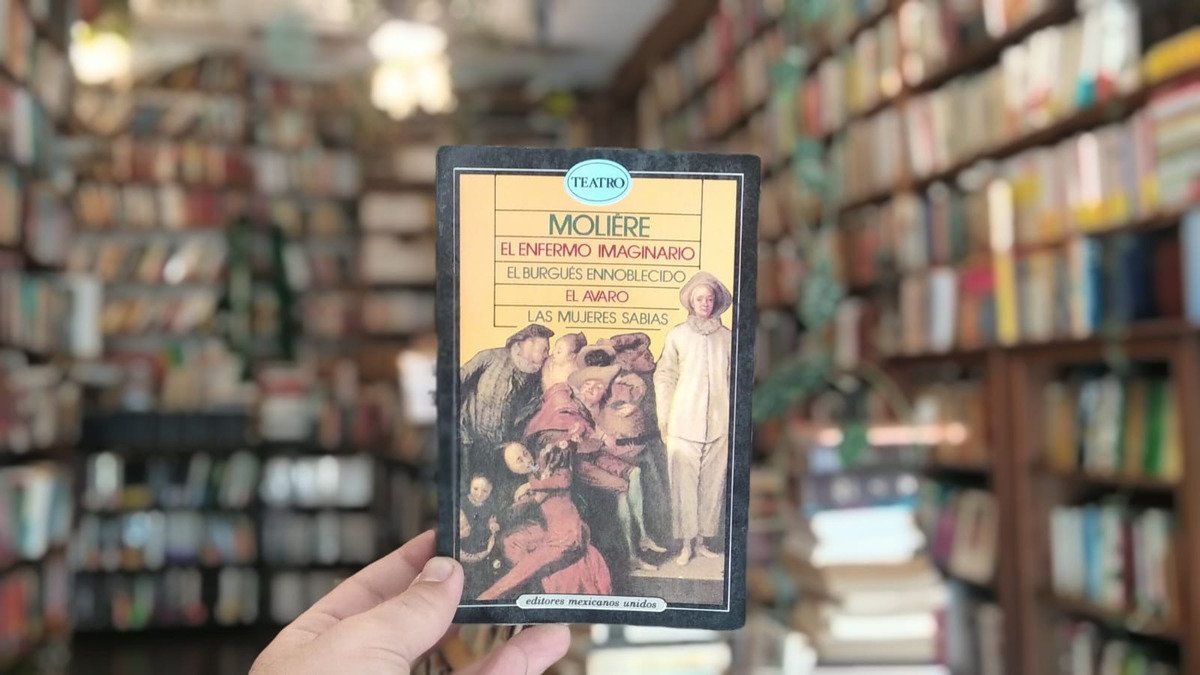 TEATRO
MOLIÈRE
EL ENFERMO IMAGINARIO
EL BURGUÉS ENNOBLECIDO
EL AVARO
LAS MUJERES SABIAS
editores mexicanos unidos